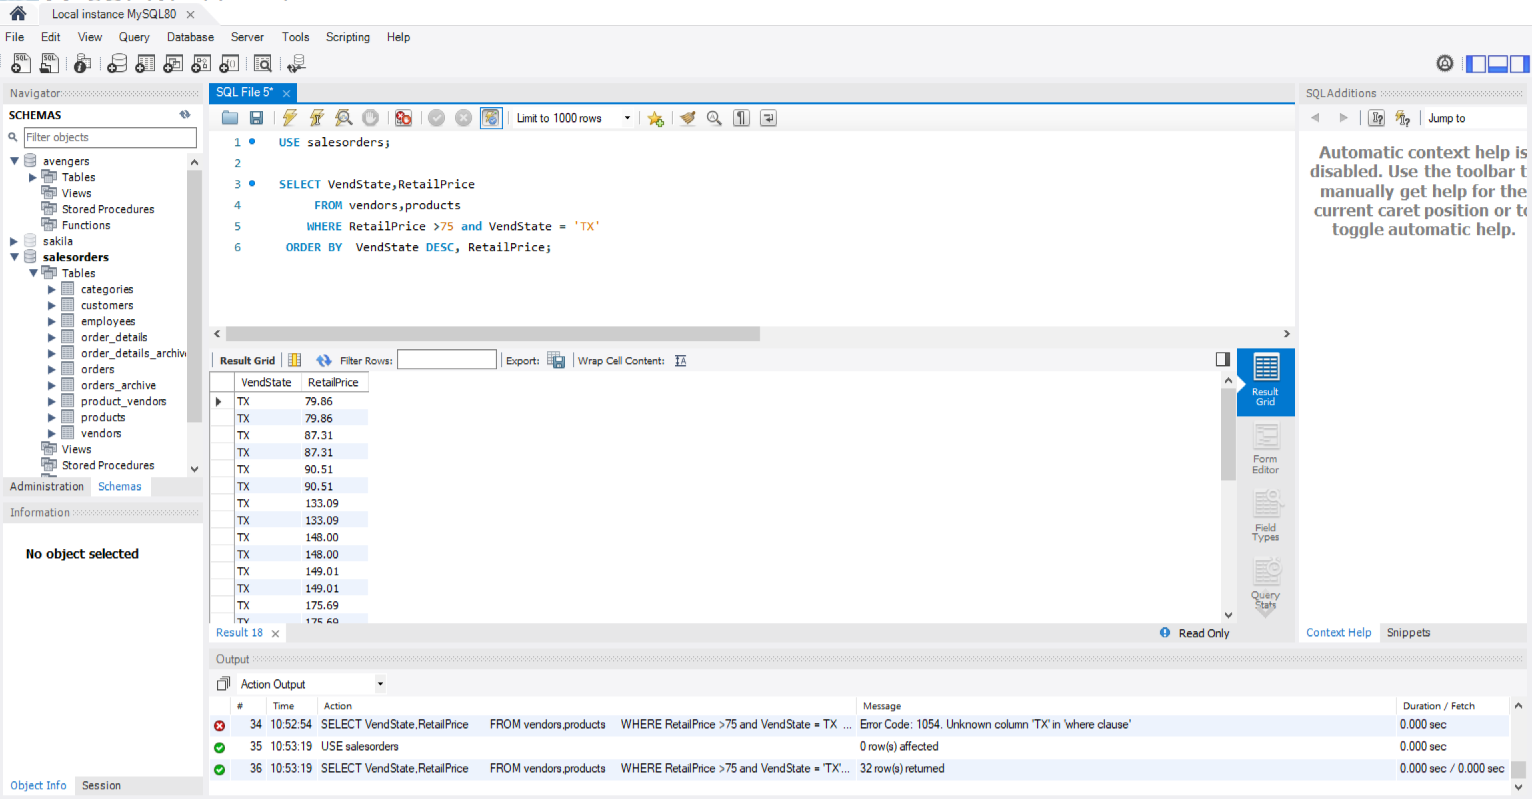 Local instance MySQL80 ×
File Edit View Query Database Server Tools Scripting Help
Navigator
SCHEMAS
Filter objects
avengers
Tables
Views
Stored Procedures
Functions
sakila
salesorders
Tables
categories
customers
employees
order_details
order_details_archiv
orders
orders_archive
product_vendors
products
vendors
Views
Stored Procedures
Administration Schemas
Information
No object selected
Object Info Session
SQL File 5* ×
Limit to 1000 rows
1 USE salesorders;
2
3 SELECT VendState,RetailPrice
4 FROM vendors,products
5 WHERE RetailPrice >75 and VendState = 'TX'
6 ORDER BY VendState DESC, RetailPrice;
Result Grid Filter Rows: Export: Wrap Cell Content:
VendState RetailPrice
TX 79.86
TX 79.86
TX 87.31
TX 87.31
TX 90.51
TX 90.51
TX 133.09
TX 133.09
TX 148.00
TX 148.00
TX 149.01
TX 149.01
TX 175.69
TX 175.69
Result Grid
Form Editor
Field Types
Query Stats
Result 18 × Read Only
SQLAdditions
Jump to
Automatic context help is
disabled. Use the toolbar t
manually get help for the
current caret position or to
toggle automatic help.
Context Help Snippets
Output
Action Output
# Time Action Message Duration / Fetch
34 10:52:54 SELECT VendState,RetailPrice FROM vendors,products WHERE RetailPrice >75 and VendState = TX ... Error Code: 1054. Unknown column 'TX' in 'where clause' 0.000 sec
35 10:53:19 USE salesorders 0 row(s) affected 0.000 sec
36 10:53:19 SELECT VendState,RetailPrice FROM vendors,products WHERE RetailPrice >75 and VendState = 'TX'... 32 row(s) returned 0.000 sec / 0.000 sec